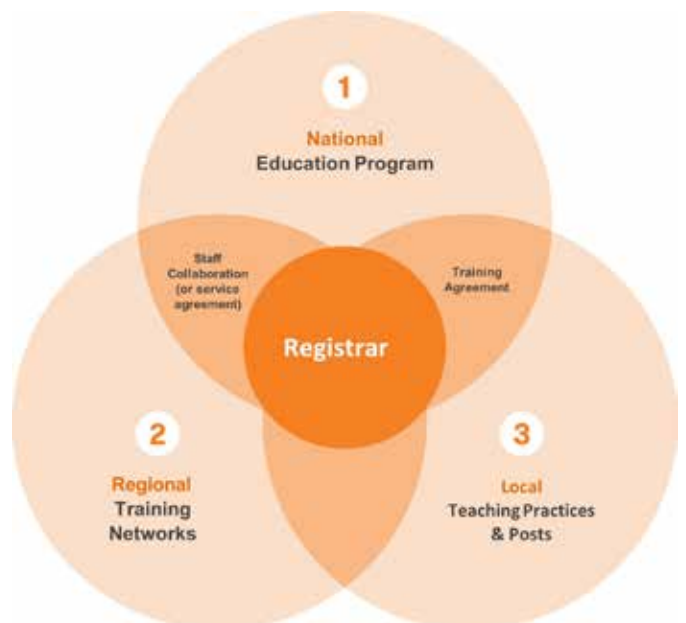 1
National
Education Program
Staff
Collaboration
(or service
agreement)
Training
Agreement
Registrar
2
Regional
Training
Networks
3
Local
Teaching Practices
& Posts